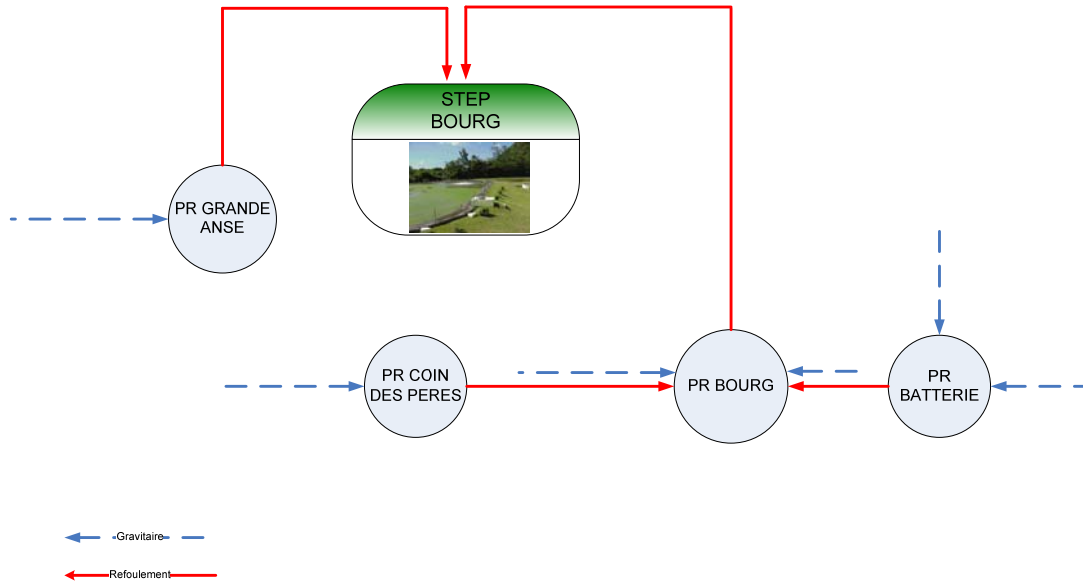 STEP
BOURG
PR GRANDE
ANSE
PR COIN
DES PERES
PR BOURG
PR
BATTERIE
Gravitaire
Refoulement